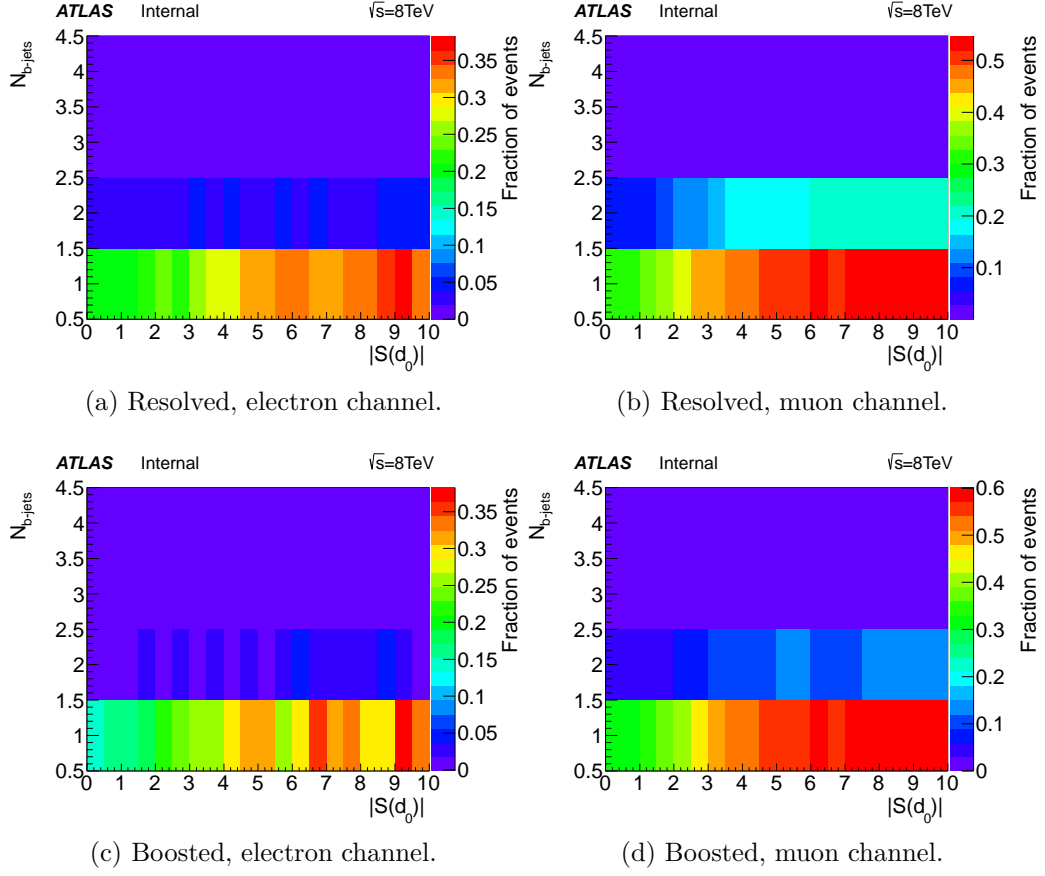 ATLAS Internal √s=8TeV
N_b-jets
4.5
4
3.5
3
2.5
2
1.5
1
0.5
0 1 2 3 4 5 6 7 8 9 10
|S(d_0)|
0.35
0.3
0.25
0.2
0.15
0.1
0.05
0
Fraction of events
(a) Resolved, electron channel.
ATLAS Internal √s=8TeV
N_b-jets
4.5
4
3.5
3
2.5
2
1.5
1
0.5
0 1 2 3 4 5 6 7 8 9 10
|S(d_0)|
0.5
0.4
0.3
0.2
0.1
Fraction of events
(b) Resolved, muon channel.
ATLAS Internal √s=8TeV
N_b-jets
4.5
4
3.5
3
2.5
2
1.5
1
0.5
0 1 2 3 4 5 6 7 8 9 10
|S(d_0)|
0.35
0.3
0.25
0.2
0.15
0.1
0.05
0
Fraction of events
(c) Boosted, electron channel.
ATLAS Internal √s=8TeV
N_b-jets
4.5
4
3.5
3
2.5
2
1.5
1
0.5
0 1 2 3 4 5 6 7 8 9 10
|S(d_0)|
0.6
0.5
0.4
0.3
0.2
0.1
0
Fraction of events
(d) Boosted, muon channel.